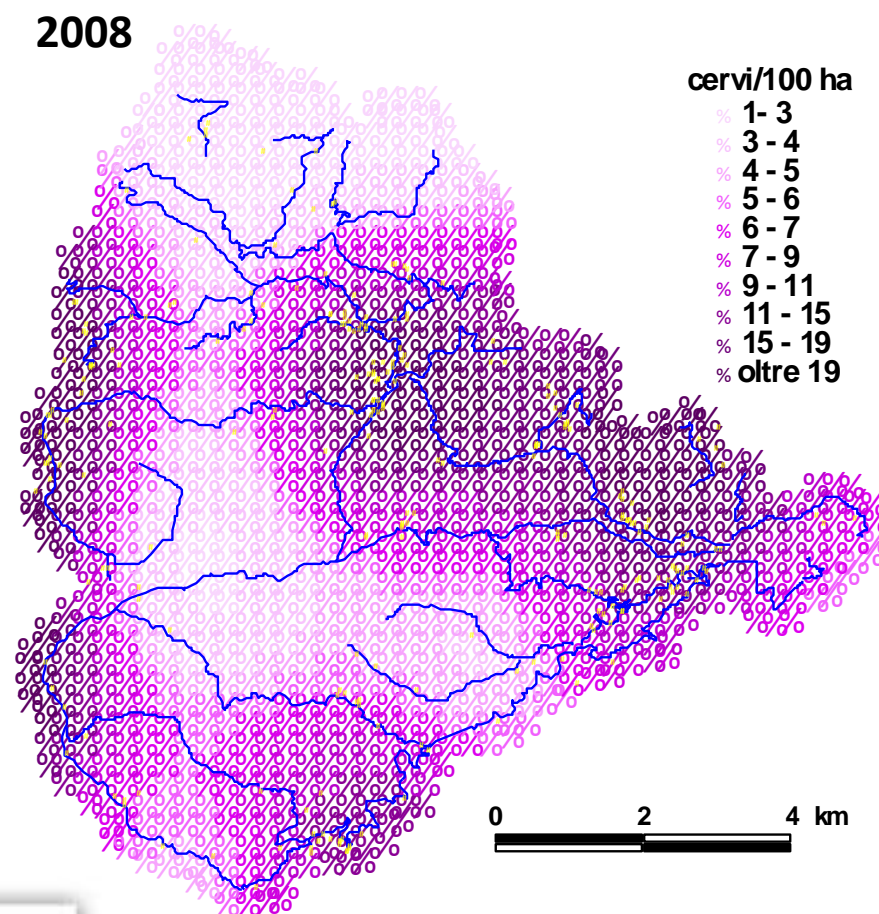 2008
cervi/100 ha
% 1- 3
% 3 - 4
% 4 - 5
% 5 - 6
% 6 - 7
% 7 - 9
% 9 - 11
% 11 - 15
% 15 - 19
% oltre 19
0 2 4 km